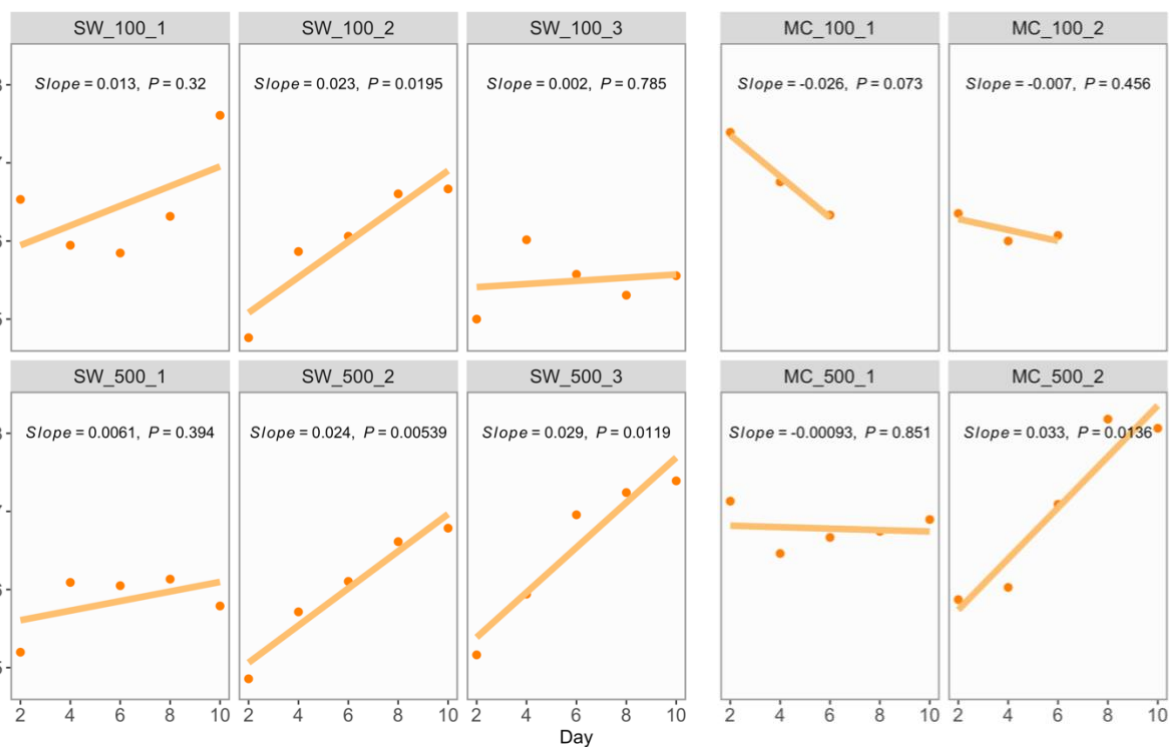 SW_100_1 SW_100_2 SW_100_3 MC_100_1 MC_100_2
Slope = 0.013, P = 0.32 Slope = 0.023, P = 0.0195 Slope = 0.002, P = 0.785 Slope = -0.026, P = 0.073 Slope = -0.007, P = 0.456
SW_500_1 SW_500_2 SW_500_3 MC_500_1 MC_500_2
Slope = 0.0061, P = 0.394 Slope = 0.024, P = 0.00539 Slope = 0.029, P = 0.0119 Slope = -0.00093, P = 0.851 Slope = 0.033, P = 0.0136
2 4 6 8 10 2 4 6 8 10 2 4 6 8 10 2 4 6 8 10 2 4 6 8 10
Day